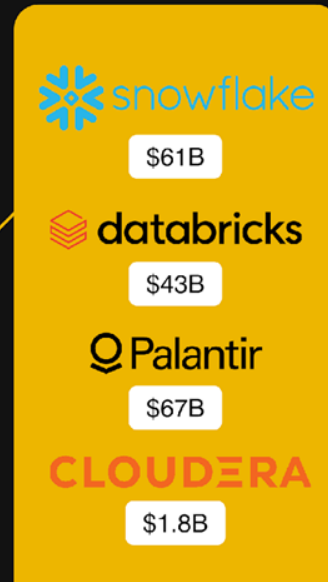 snowflake
$61B
databricks
$43B
Palantir
$67B
CLOUDERA
$1.8B